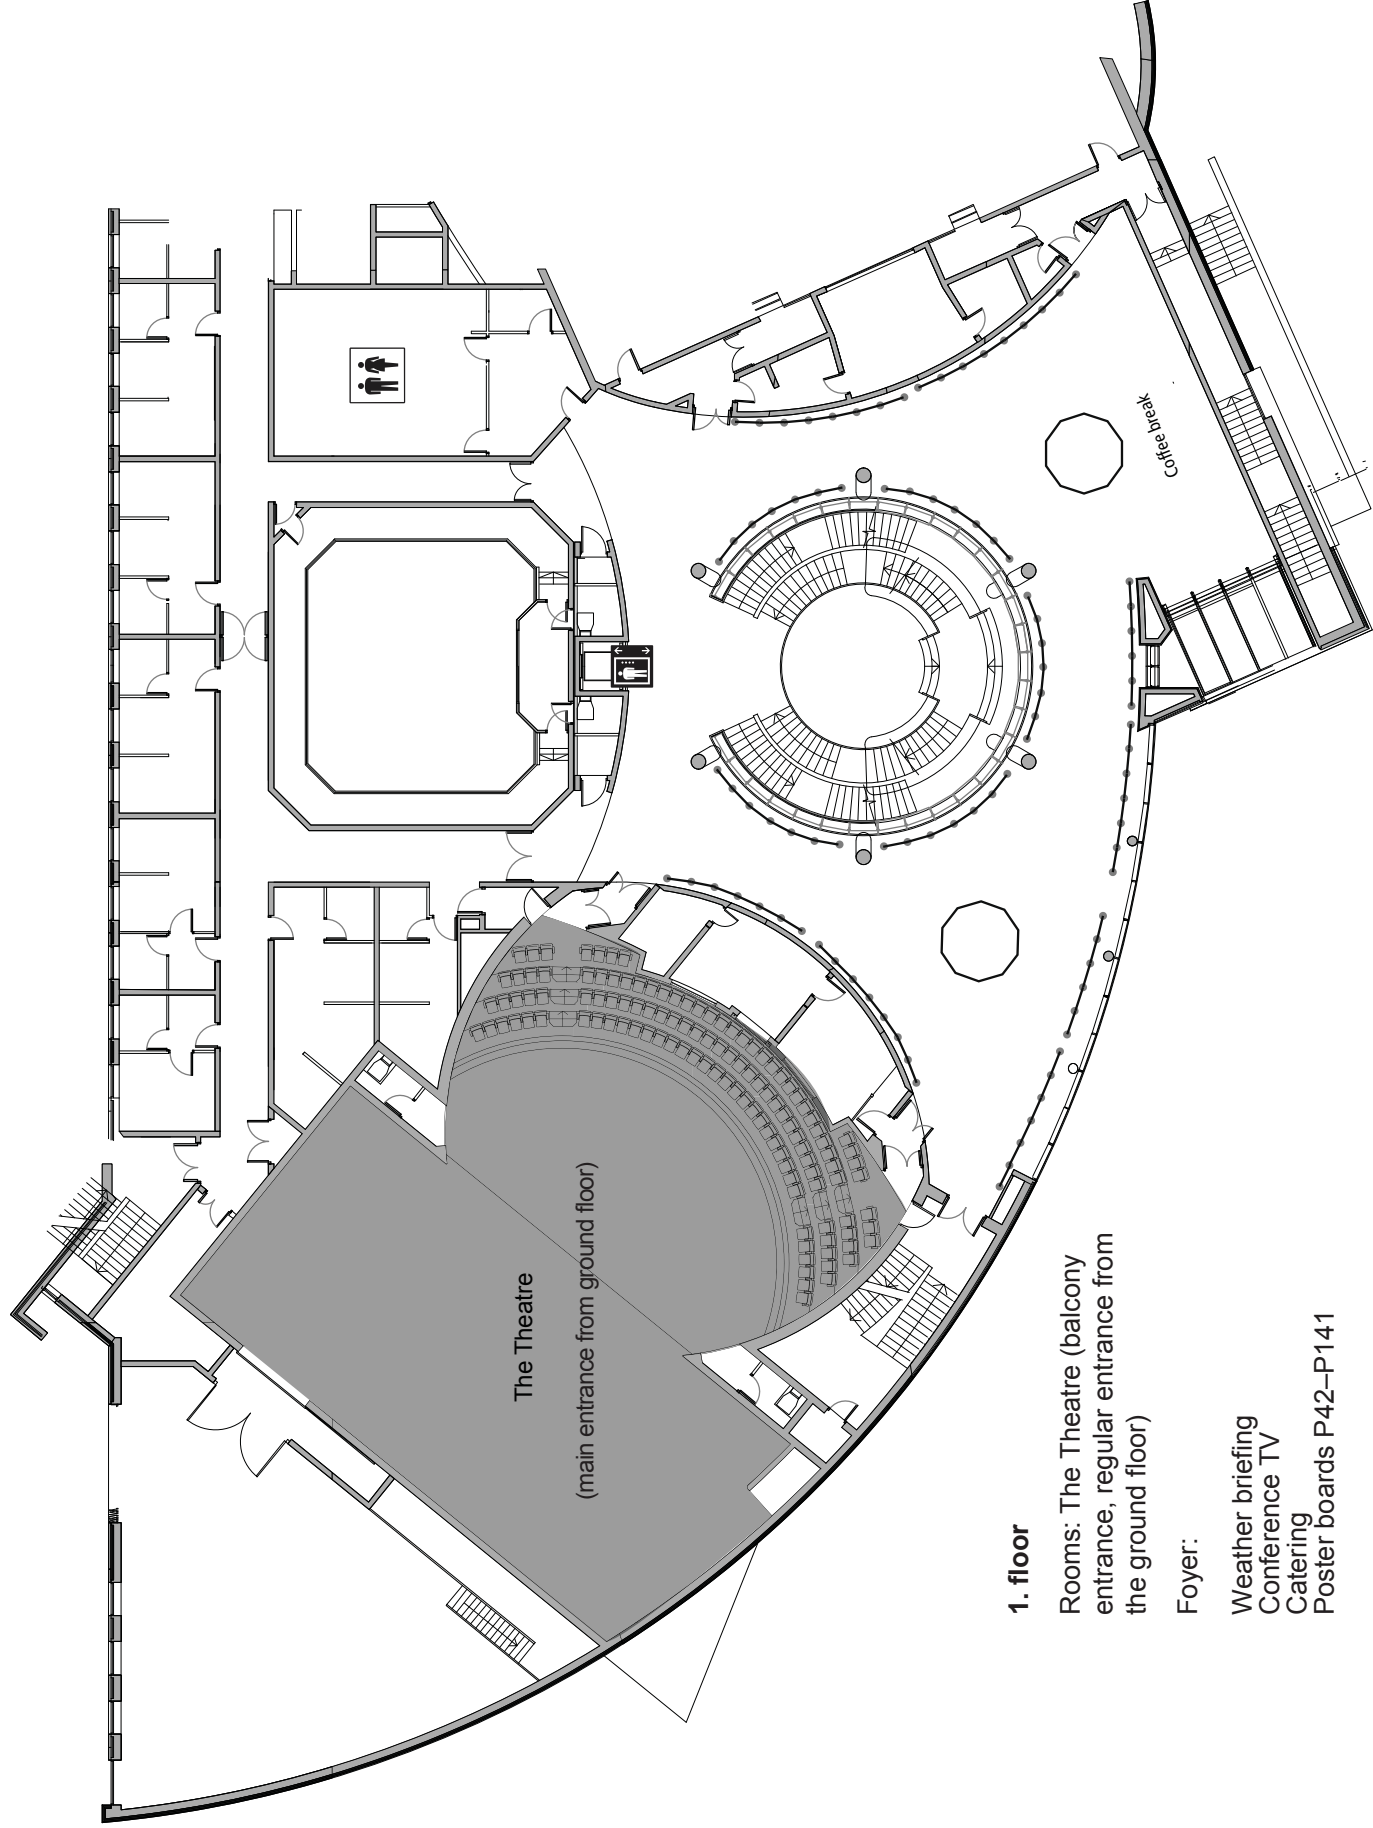 The Theatre
(main entrance from ground floor)
Coffee break
1. floor
Rooms: The Theatre (balcony
entrance, regular entrance from
the ground floor)
Foyer:
Weather briefing
Conference TV
Catering
Poster boards P42–P141